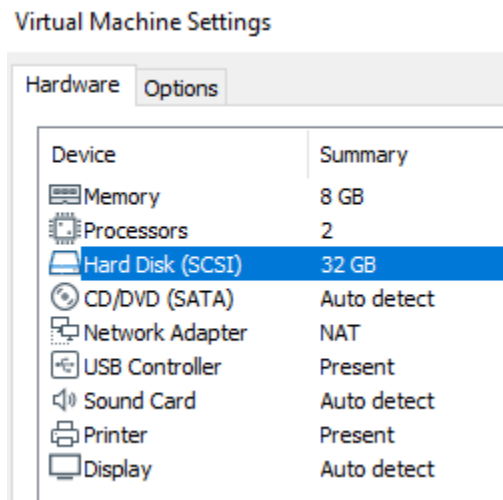 Virtual Machine Settings
Hardware Options
Device Summary
Memory 8 GB
Processors 2
Hard Disk (SCSI) 32 GB
CD/DVD (SATA) Auto detect
Network Adapter NAT
USB Controller Present
Sound Card Auto detect
Printer Present
Display Auto detect